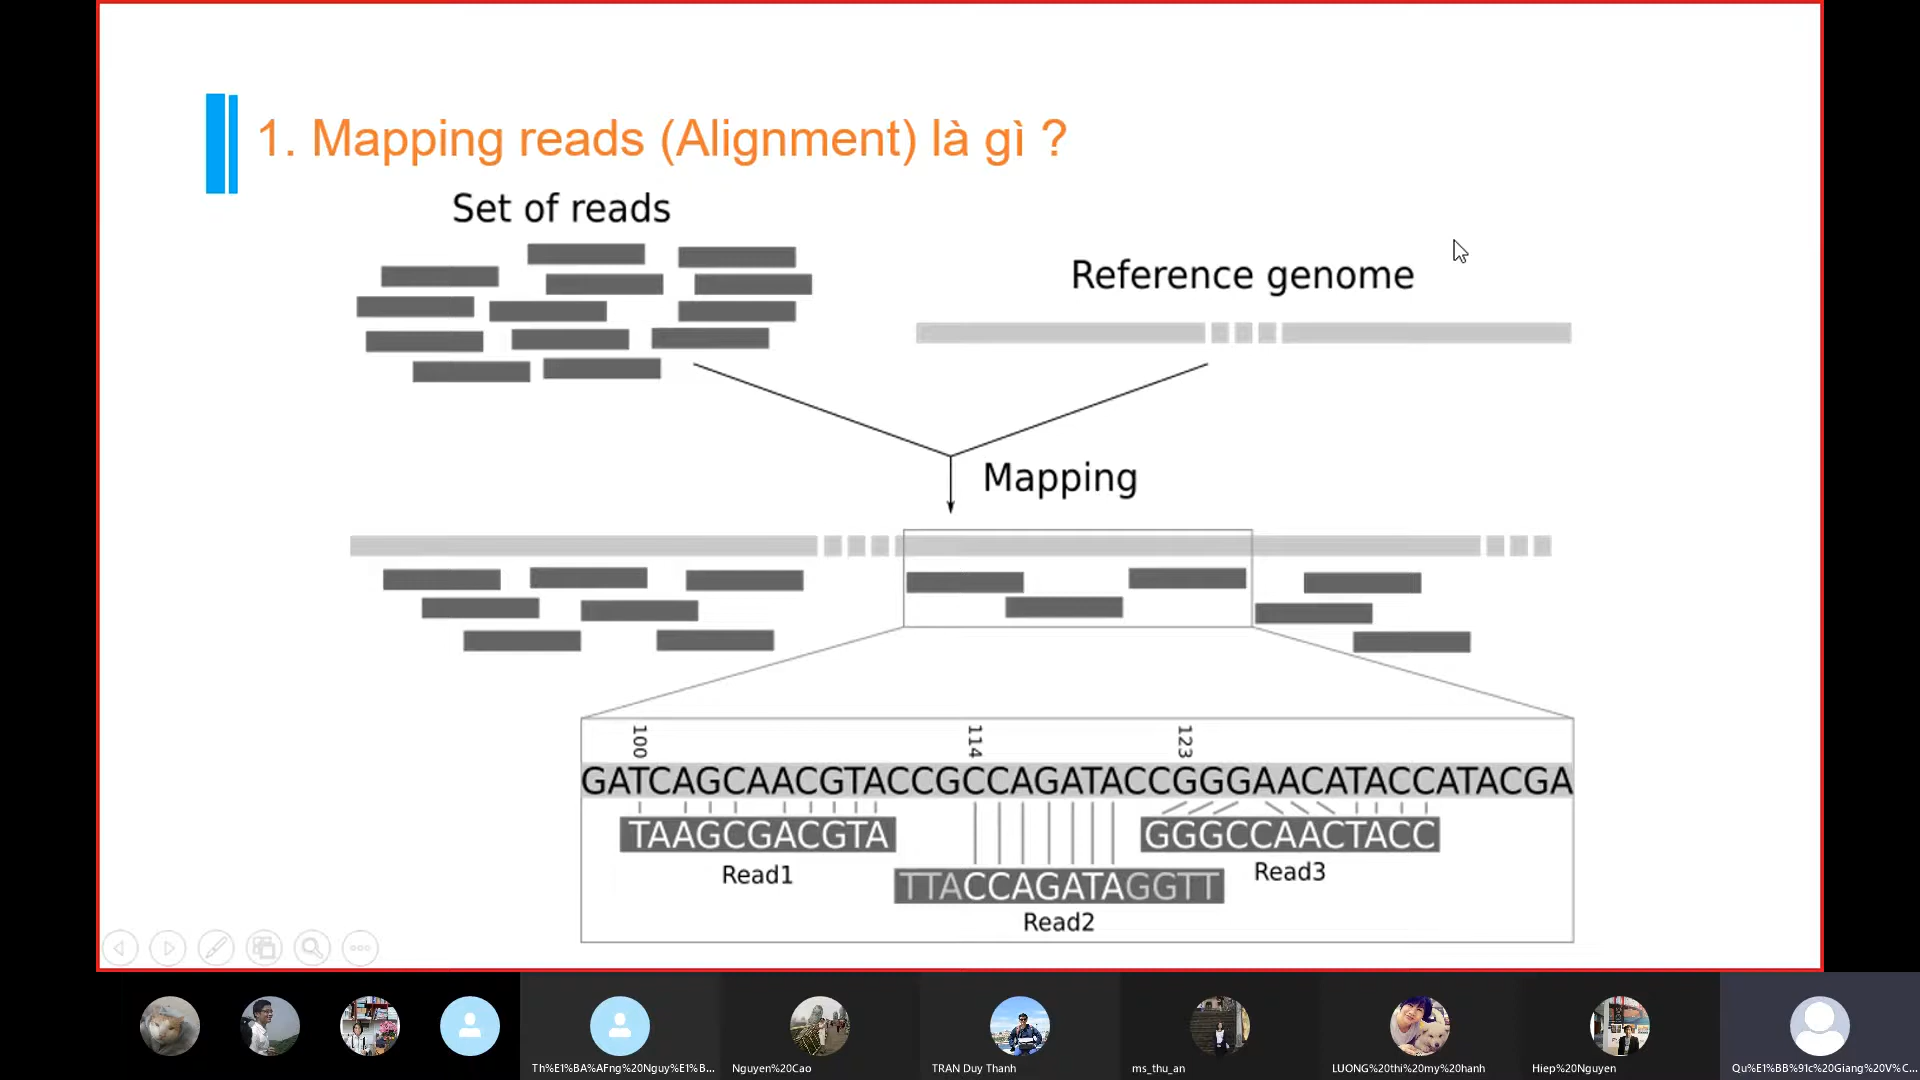 1. Mapping reads (Alignment) là gì ?
Set of reads
Reference genome
Mapping
100
114
123
GATCAGCAACGTACCGCCAGATACCGGGAACATACCATACGA
TAAGCGACGTA
GGGCCAACTACC
Read1
Read3
TTACCAGATAGGTT
Read2
Th%E1%BA%AFng%20Nguy%E1%B...
Nguyen%20Cao
TRAN Duy Thanh
ms_thu_an
LUONG%20thi%20my%20hanh
Hiep%20Nguyen
Qu%E1%BB%91c%20Giang%20V%C...